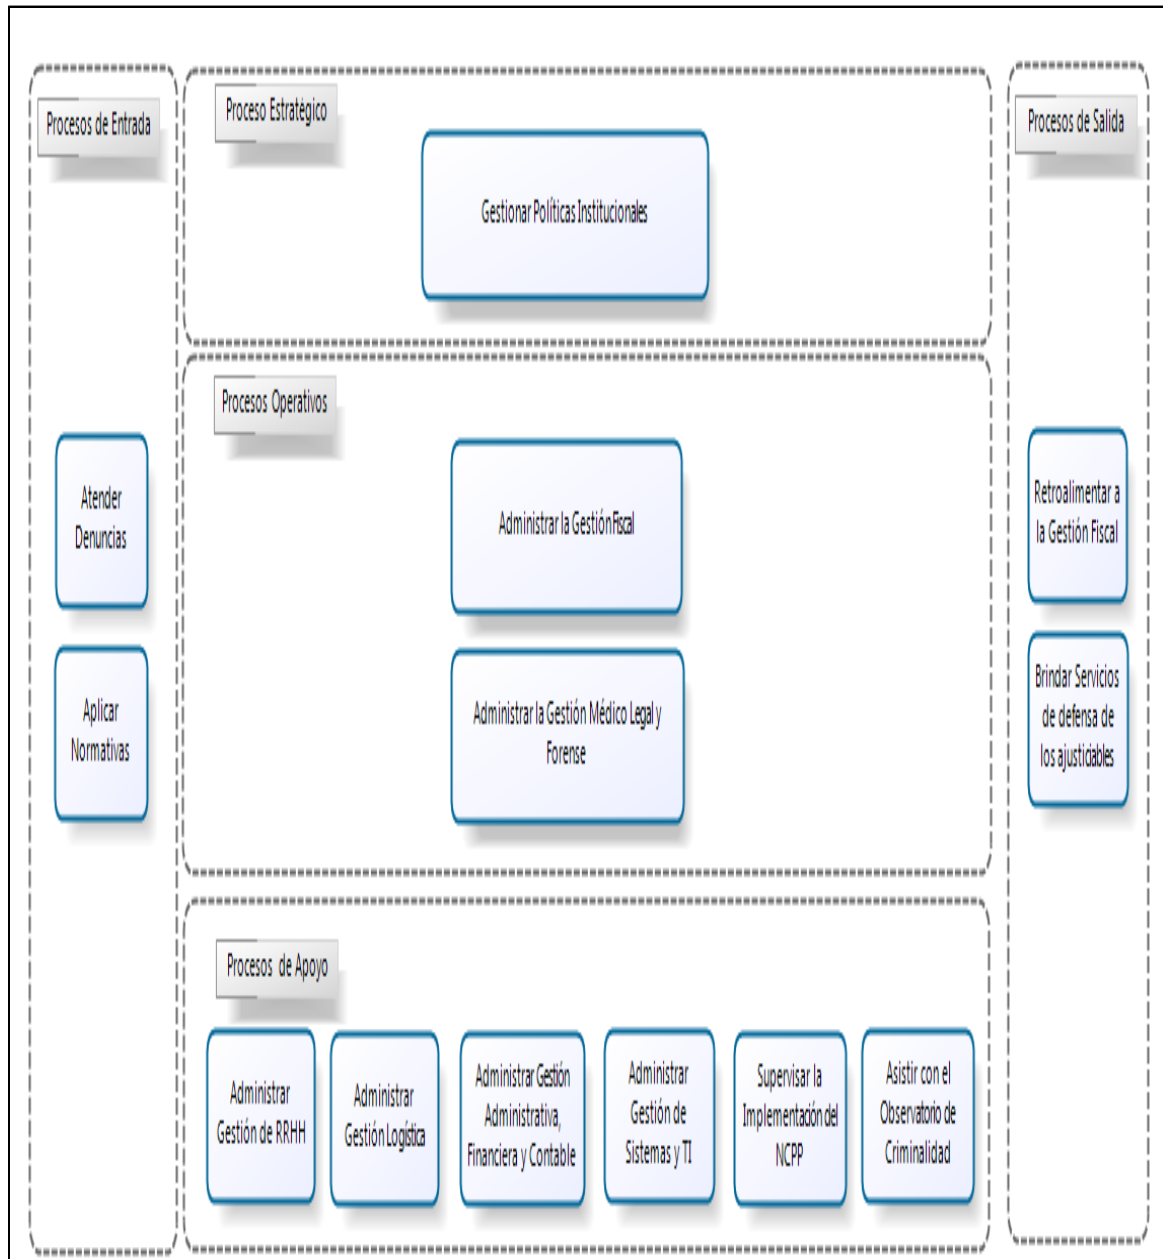 Procesos de Entrada
Atender
Denuncias
Aplicar
Normativas
Proceso Estratégico
Gestionar Políticas Institucionales
Procesos Operativos
Administrar la Gestión Fiscal
Administrar la Gestión Médico Legal y
Forense
Procesos de Apoyo
Administrar
Gestión de RRHH
Administrar
Gestión Logística
Administrar Gestión
Administrativa,
Financiera y Contable
Administrar
Gestión de
Sistemas y TI
Supervisar la
Implementación del
NCPP
Asistir con el
Observatorio de
Criminalidad
Procesos de Salida
Retroalimentar a
la Gestión Fiscal
Brindar Servicios
de defensa de
los ajusticiables